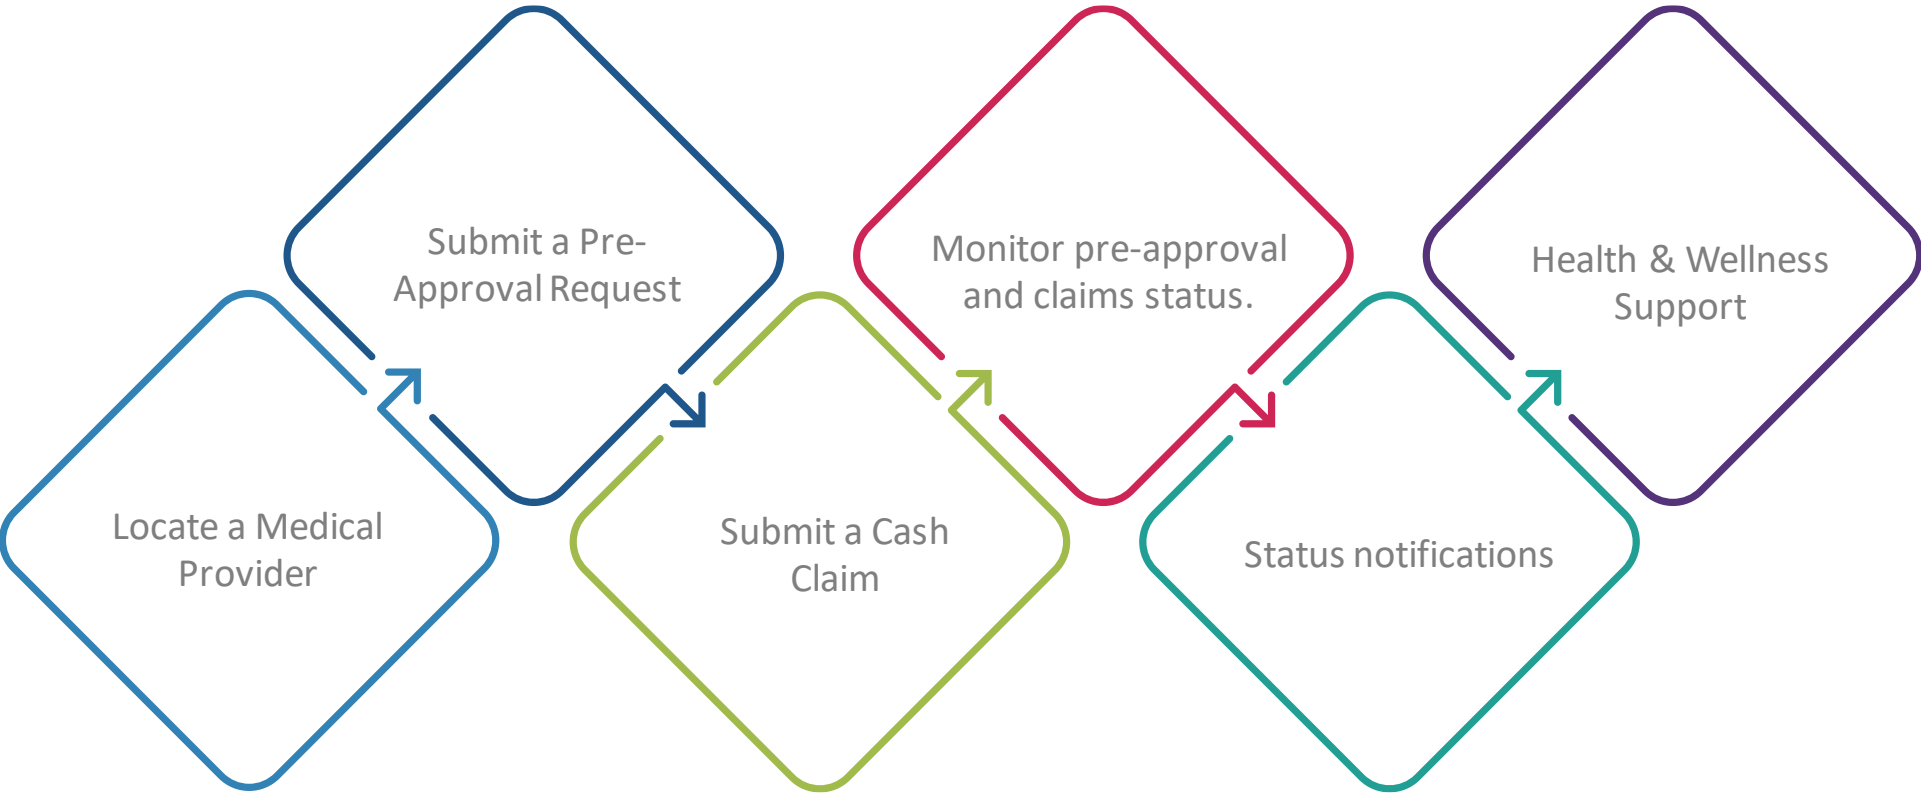 Locate a Medical
Provider
Submit a Pre-
Approval Request
Submit a Cash
Claim
Monitor pre-approval
and claims status.
Status notifications
Health & Wellness
Support